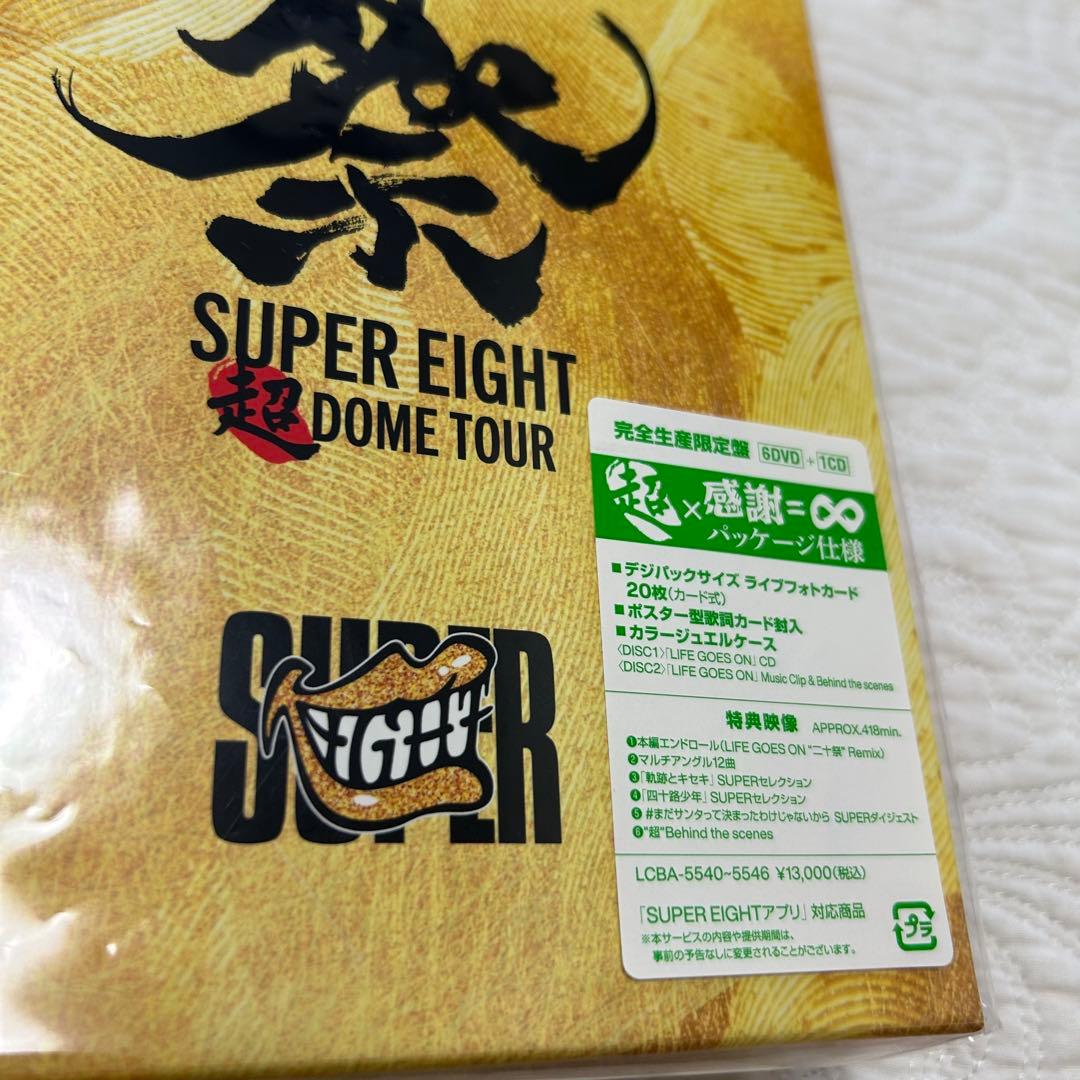 祭
SUPER EIGHT
超 DOME TOUR
SUPER
EIGHT
完全生産限定盤 6DVD + 1CD
超×感謝=∞
パッケージ仕様
■デジパックサイズ ライブフォトカード
20枚(カード式)
■ポスター型歌詞カード封入
■カラージュエルケース
〈DISC1〉「LIFE GOES ON」CD
〈DISC2〉「LIFE GOES ON」Music Clip & Behind the scenes
特典映像 APPROX.418min.
❶本編エンドロール(LIFE GOES ON "二十祭" Remix)
❷マルチアングル12曲
❸「軌跡とキセキ」SUPERセレクション
❹「四十路少年」SUPERセレクション
❺#まだサンタって決まったわけじゃないから SUPERダイジェスト
❻"超"Behind the scenes
LCBA-5540~5546 ¥13,000(税込)
「SUPER EIGHTアプリ」対応商品
※本サービスの内容や提供期間は、
事前の予告なしに変更されることがございます。
プラ